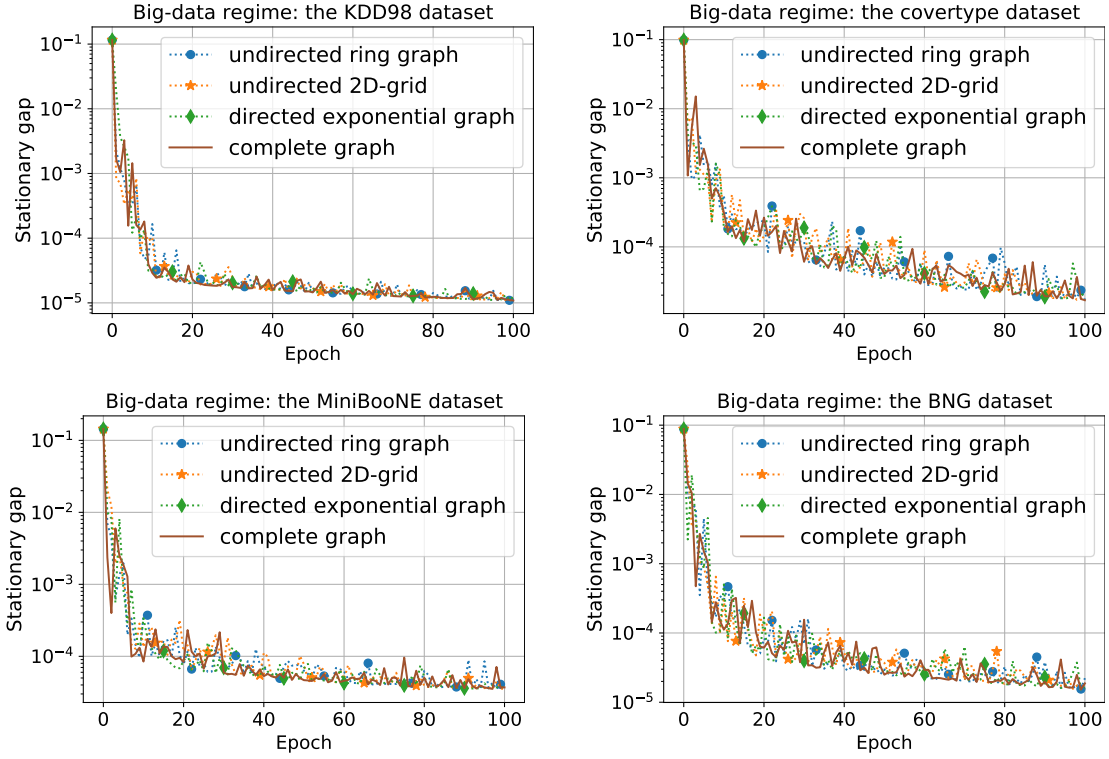 Big-data regime: the KDD98 dataset
Stationary gap
10⁻¹
10⁻²
10⁻³
10⁻⁴
10⁻⁵
undirected ring graph
undirected 2D-grid
directed exponential graph
complete graph
0 20 40 60 80 100
Epoch
Big-data regime: the covertype dataset
Stationary gap
10⁻¹
10⁻²
10⁻³
10⁻⁴
undirected ring graph
undirected 2D-grid
directed exponential graph
complete graph
0 20 40 60 80 100
Epoch
Big-data regime: the MiniBooNE dataset
Stationary gap
10⁻¹
10⁻²
10⁻³
10⁻⁴
undirected ring graph
undirected 2D-grid
directed exponential graph
complete graph
0 20 40 60 80 100
Epoch
Big-data regime: the BNG dataset
Stationary gap
10⁻¹
10⁻²
10⁻³
10⁻⁴
10⁻⁵
undirected ring graph
undirected 2D-grid
directed exponential graph
complete graph
0 20 40 60 80 100
Epoch